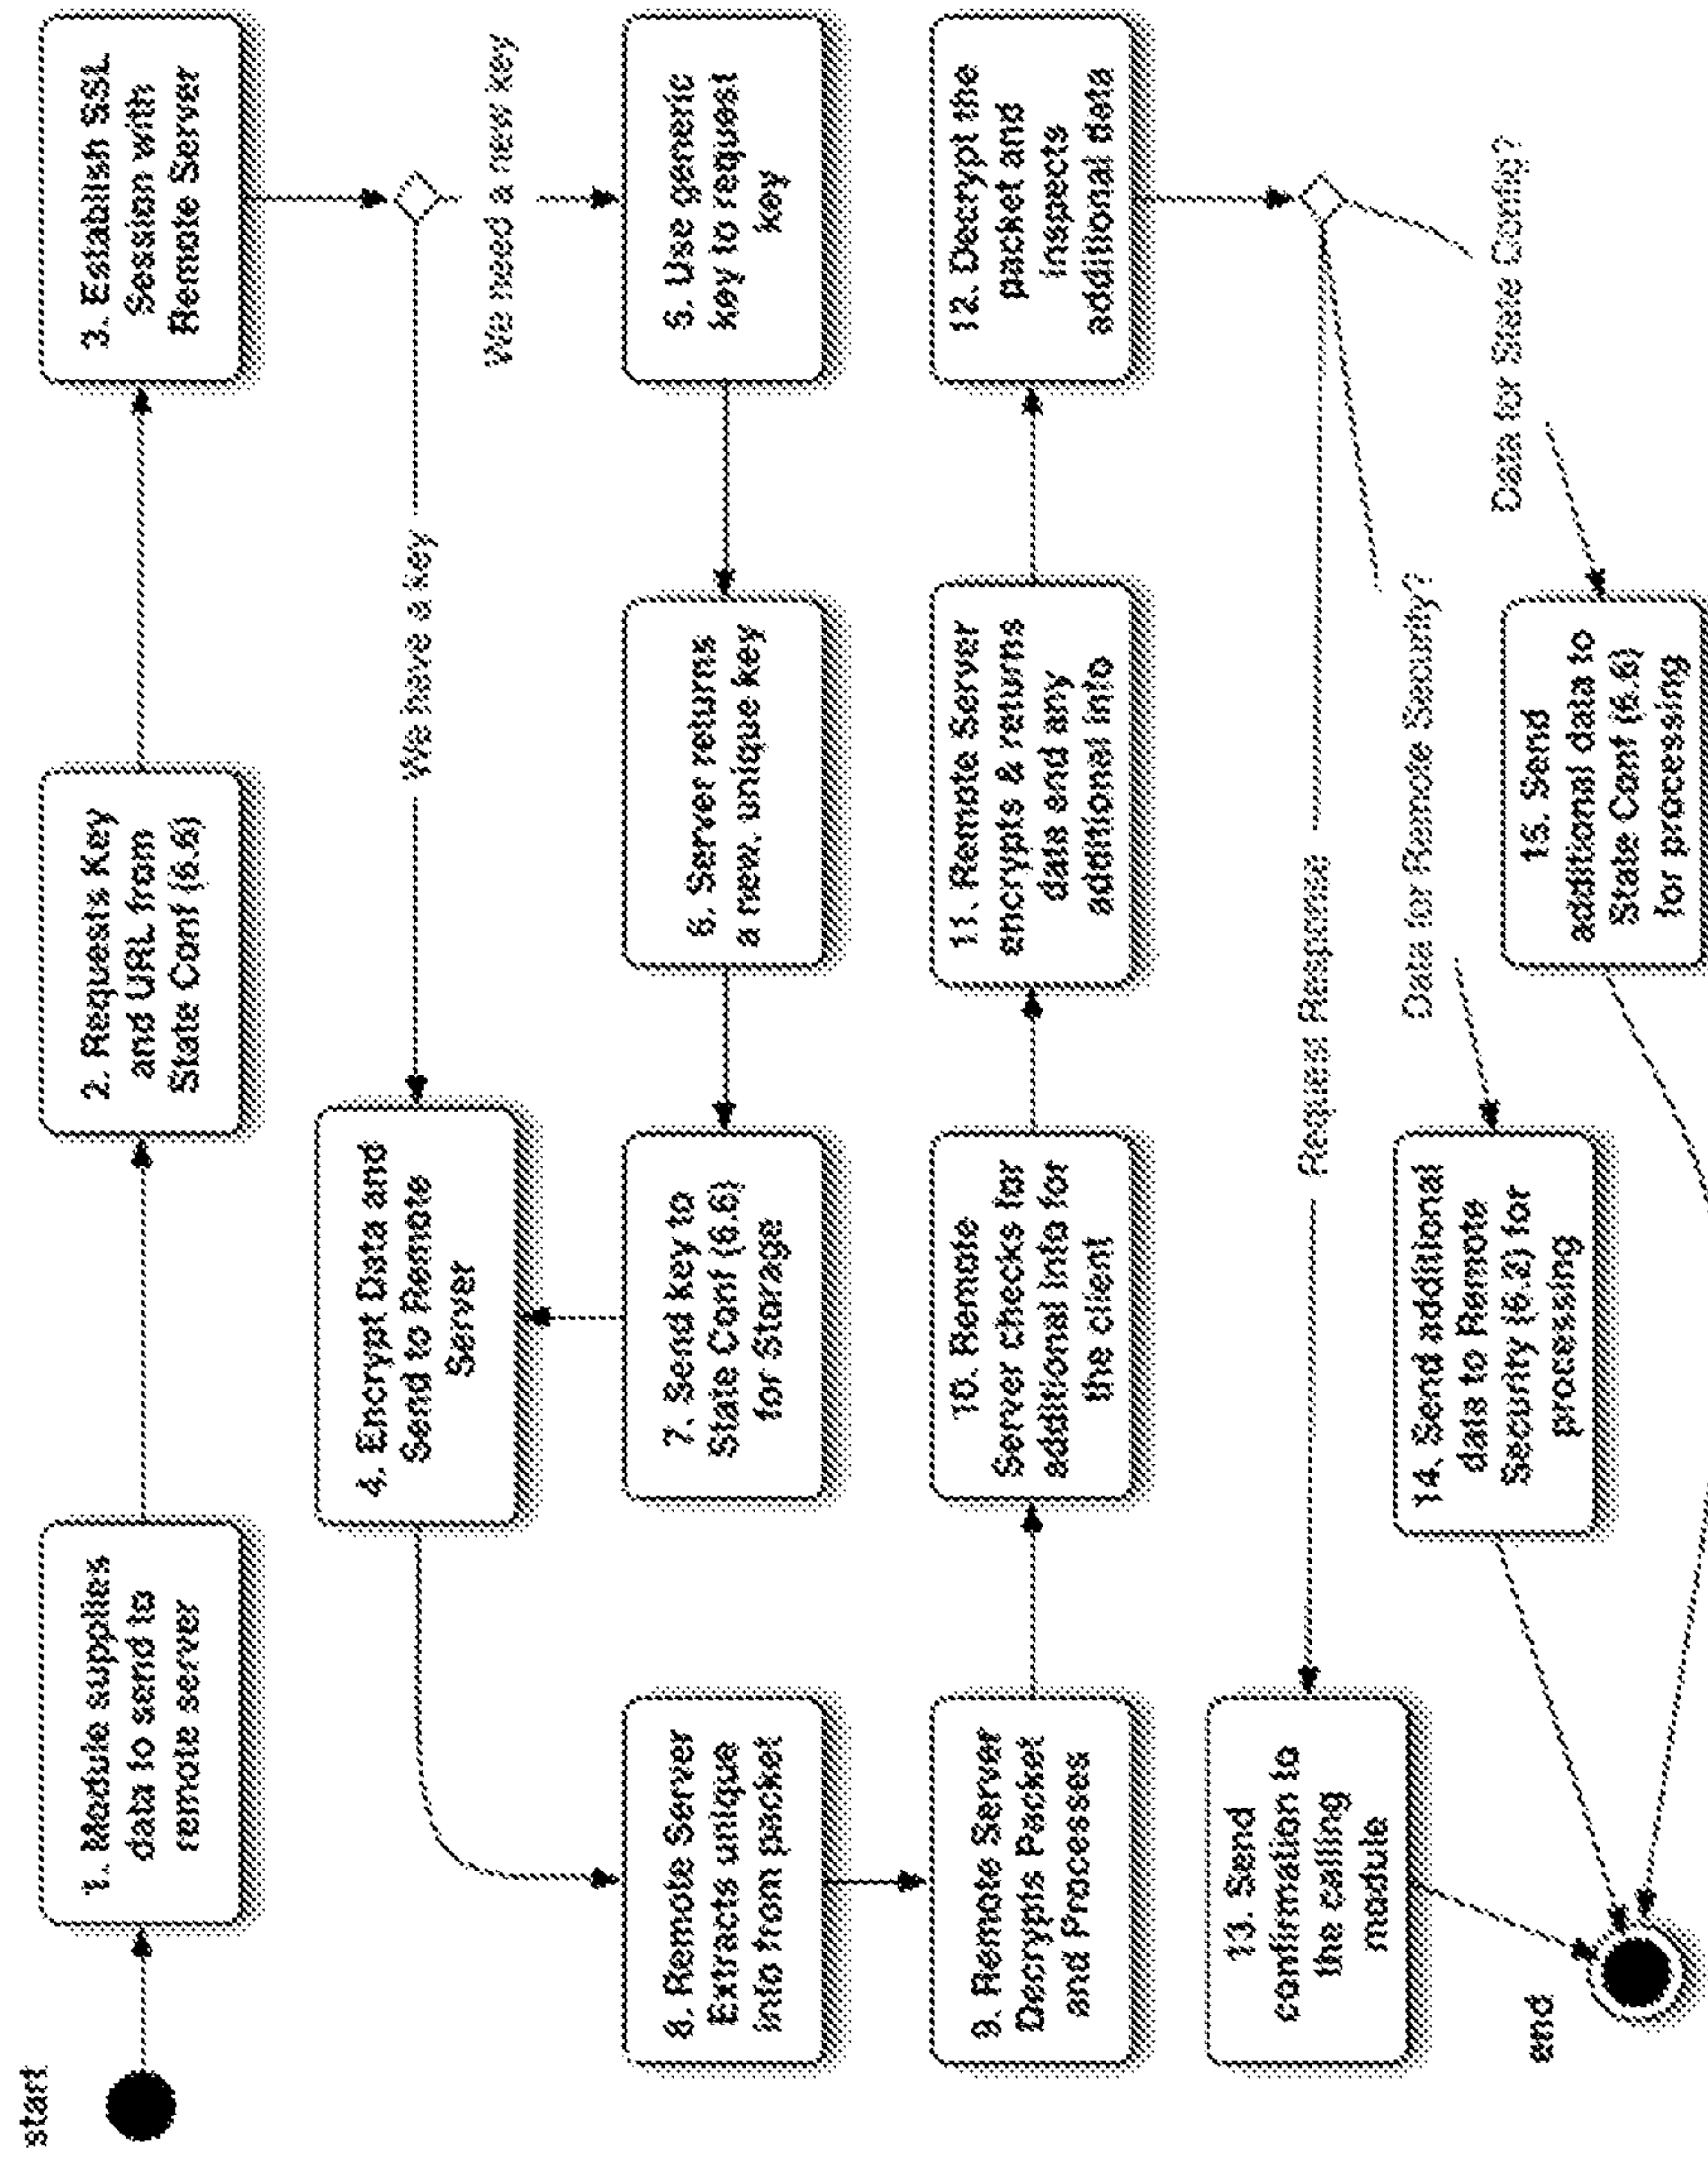 start
1. Module supplies
data to send to
remote server
2. Requests Key
and URL from
State Conf (6.6)
3. Establish SSL
Session with
Remote Server
We have a key
We need a new key
4. Encrypt Data and
Send to Remote
Server
5. Use generic
key to request
key
6. Server returns
a new, unique key
7. Send Key to
State Conf (6.6)
for Storage
8. Remote Server
Extracts unique
info from packet
9. Remote Server
Decrypts Packet
and Processes
10. Remote
Server checks for
additional info for
the client
11. Remote Server
encrypts & returns
data and any
additional info
12. Decrypt the
packet and
inspects
additional data
Request Response
Data for Remote Security?
Data for State Config?
13. Send
confirmation to
the calling
module
14. Send additional
data to Remote
Security (6.2) for
processing
15. Send
additional data to
State Conf (6.6)
for processing
end